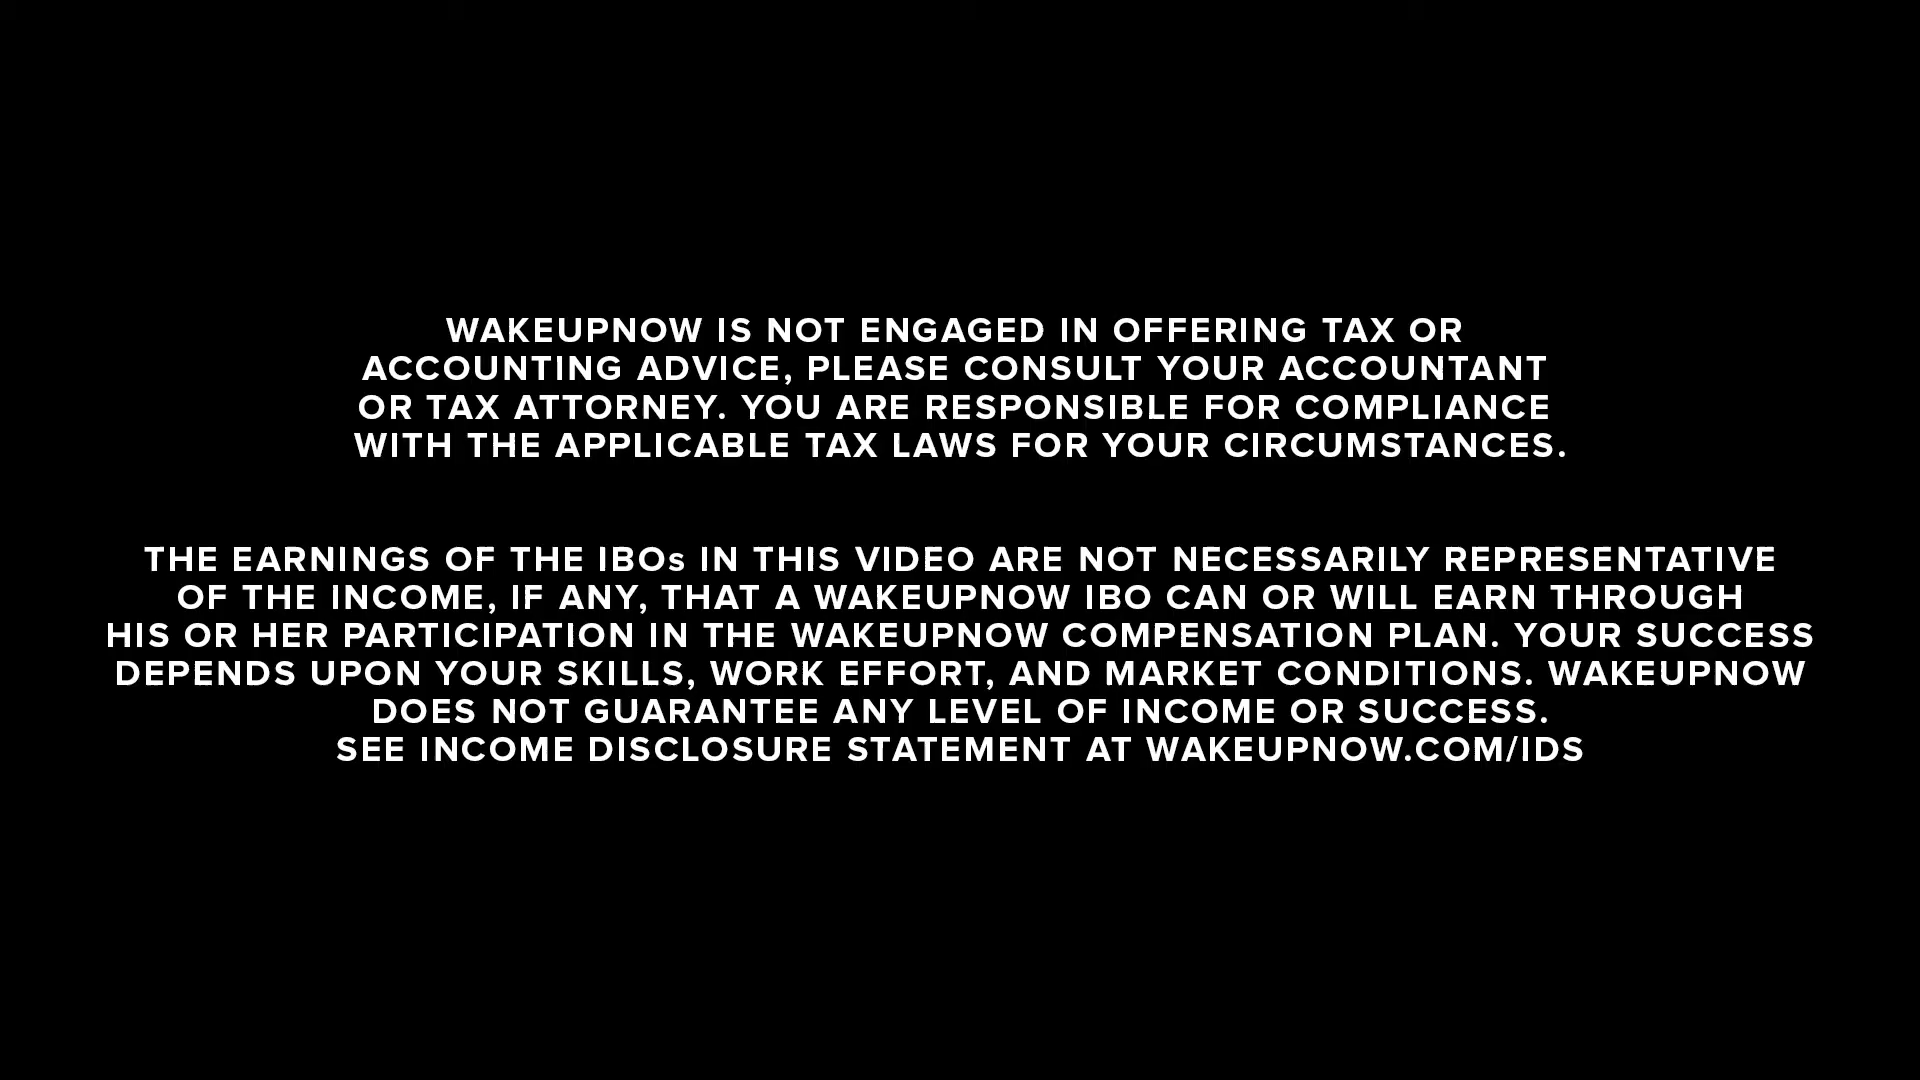 WAKEUPNOW IS NOT ENGAGED IN OFFERING TAX OR
ACCOUNTING ADVICE, PLEASE CONSULT YOUR ACCOUNTANT
OR TAX ATTORNEY. YOU ARE RESPONSIBLE FOR COMPLIANCE
WITH THE APPLICABLE TAX LAWS FOR YOUR CIRCUMSTANCES.
THE EARNINGS OF THE IBOs IN THIS VIDEO ARE NOT NECESSARILY REPRESENTATIVE
OF THE INCOME, IF ANY, THAT A WAKEUPNOW IBO CAN OR WILL EARN THROUGH
HIS OR HER PARTICIPATION IN THE WAKEUPNOW COMPENSATION PLAN. YOUR SUCCESS
DEPENDS UPON YOUR SKILLS, WORK EFFORT, AND MARKET CONDITIONS. WAKEUPNOW
DOES NOT GUARANTEE ANY LEVEL OF INCOME OR SUCCESS.
SEE INCOME DISCLOSURE STATEMENT AT WAKEUPNOW.COM/IDS